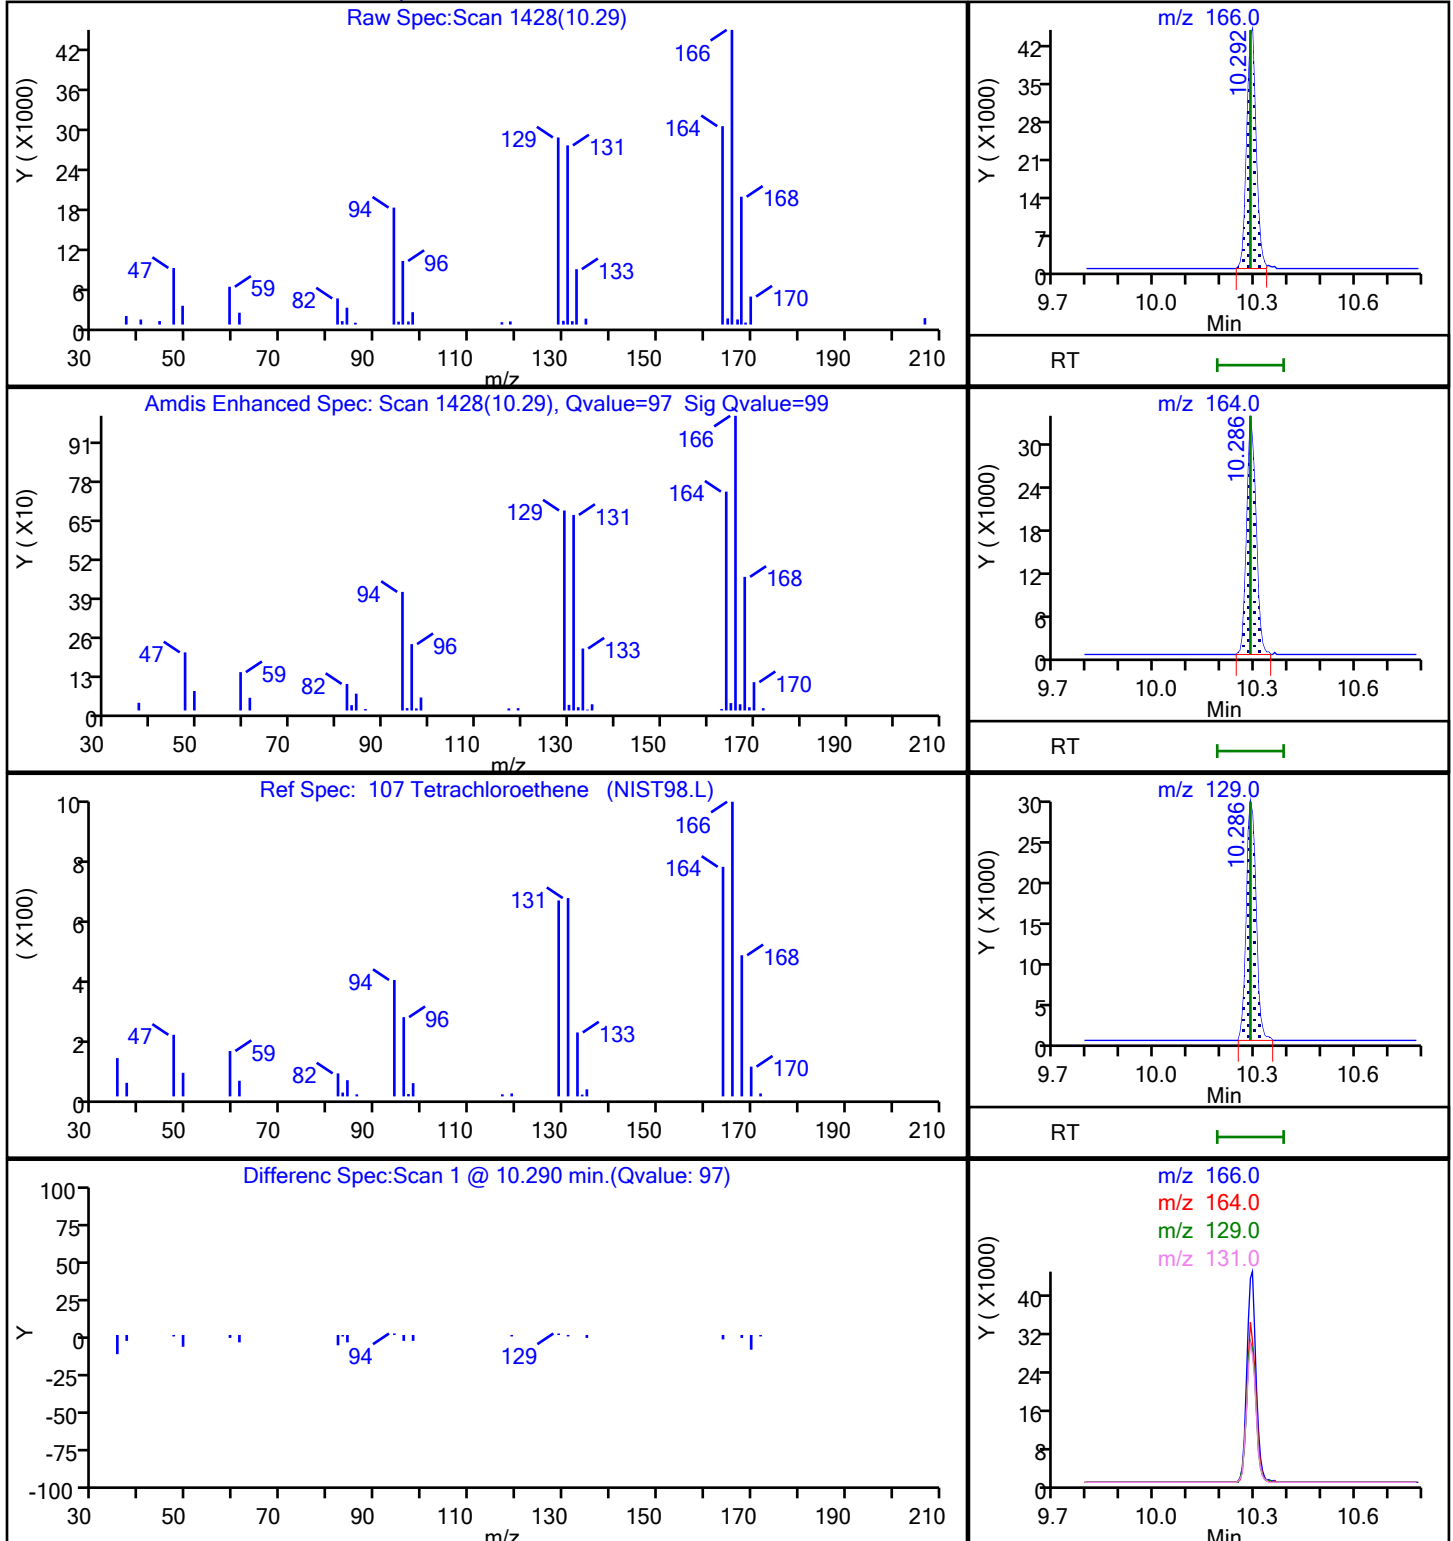 Raw Spec:Scan 1428(10.29)
Y ( X1000)
42
36
30
24
18
12
6
0
166
164
129
131
168
94
96
133
47
59
82
170
30 50 70 90 110 130 150 170 190 210
m/z
m/z 166.0
Y ( X1000)
42
35
28
21
14
7
0
10.292
9.7 10.0 10.3 10.6
Min
RT
Amdis Enhanced Spec: Scan 1428(10.29), Qvalue=97 Sig Qvalue=99
Y ( X10)
91
78
65
52
39
26
13
0
166
164
129
131
168
94
96
133
47
59
82
170
30 50 70 90 110 130 150 170 190 210
m/z
m/z 164.0
Y ( X1000)
30
24
18
12
6
0
10.286
9.7 10.0 10.3 10.6
Min
RT
Ref Spec: 107 Tetrachloroethene (NIST98.L)
( X100)
10
8
6
4
2
0
166
164
131
168
94
96
133
47
59
82
170
30 50 70 90 110 130 150 170 190 210
m/z
m/z 129.0
Y ( X1000)
30
25
20
15
10
5
0
10.286
9.7 10.0 10.3 10.6
Min
RT
Differenc Spec:Scan 1 @ 10.290 min.(Qvalue: 97)
Y
100
75
50
25
0
-25
-50
-75
-100
94
129
30 50 70 90 110 130 150 170 190 210
m/z
m/z 166.0
m/z 164.0
m/z 129.0
m/z 131.0
Y ( X1000)
40
32
24
16
8
0
9.7 10.0 10.3 10.6
Min